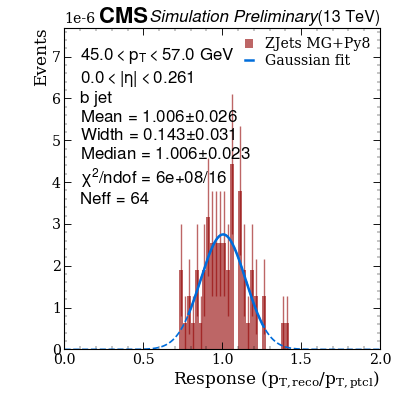 1e-6 CMS Simulation Preliminary (13 TeV)
Events
45.0 < p_T < 57.0 GeV
0.0 < |η| < 0.261
b jet
Mean = 1.006±0.026
Width = 0.143±0.031
Median = 1.006±0.023
χ²/ndof = 6e+08/16
Neff = 64
ZJets MG+Py8
Gaussian fit
7
6
5
4
3
2
1
0
0.0 0.5 1.0 1.5 2.0
Response (p_T,reco/p_T,ptcl)